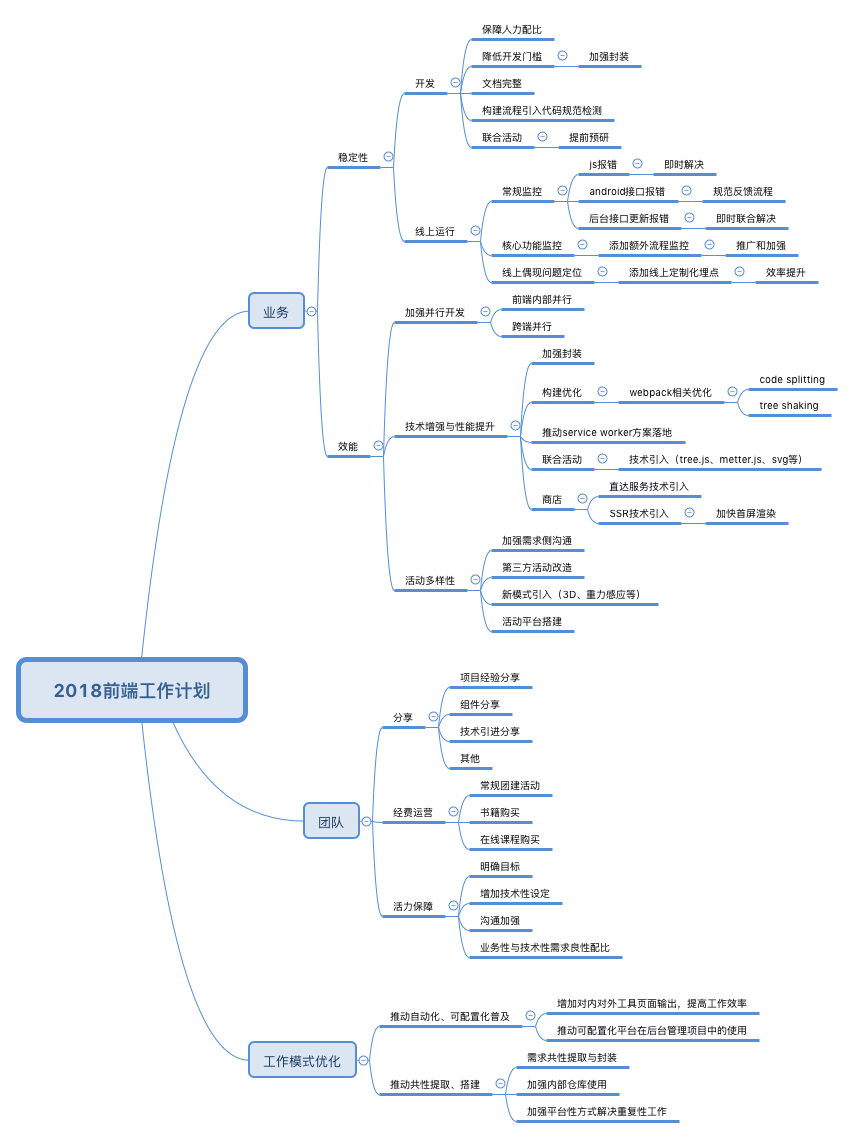 2018前端工作计划
业务
稳定性
开发
保障人力配比
降低开发门槛
加强封装
文档完整
构建流程引入代码规范检测
联合活动
提前预研
线上运行
常规监控
js报错
即时解决
android接口报错
规范反馈流程
后台接口更新报错
即时联合解决
核心功能监控
添加额外流程监控
推广和加强
线上偶现问题定位
添加线上定制化埋点
效率提升
效能
加强并行开发
前端内部并行
跨端并行
技术增强与性能提升
加强封装
构建优化
webpack相关优化
code splitting
tree shaking
推动service worker方案落地
联合活动
技术引入（tree.js、metter.js、svg等）
商店
直达服务技术引入
SSR技术引入
加快首屏渲染
活动多样性
加强需求侧沟通
第三方活动改造
新模式引入（3D、重力感应等）
活动平台搭建
团队
分享
项目经验分享
组件分享
技术引进分享
其他
经费运营
常规团建活动
书籍购买
在线课程购买
活力保障
明确目标
增加技术性设定
沟通加强
业务性与技术性需求良性配比
工作模式优化
推动自动化、可配置化普及
增加对内对外工具页面输出，提高工作效率
推动可配置化平台在后台管理项目中的使用
推动共性提取、搭建
需求共性提取与封装
加强内部仓库使用
加强平台性方式解决重复性工作